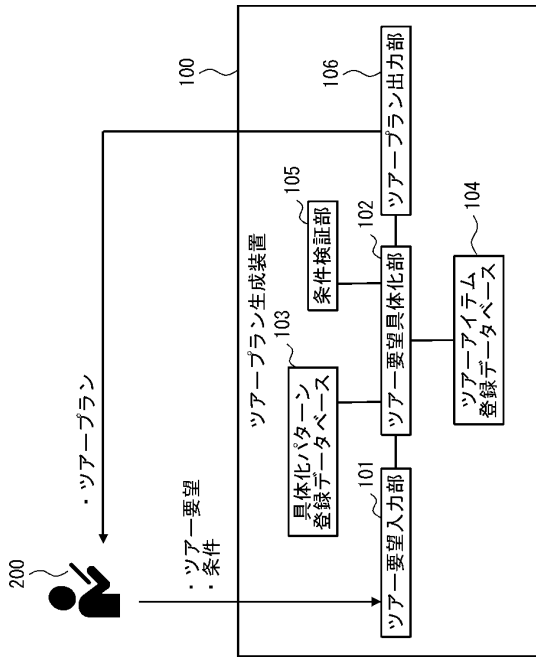 200
・ツアープラン
・ツアー要望
・条件
100
ツアープラン生成装置
103
具体化パターン
登録データベース
105
条件検証部
101
ツアー要望入力部
102
ツアー要望具体化部
106
ツアープラン出力部
104
ツアーアイテム
登録データベース